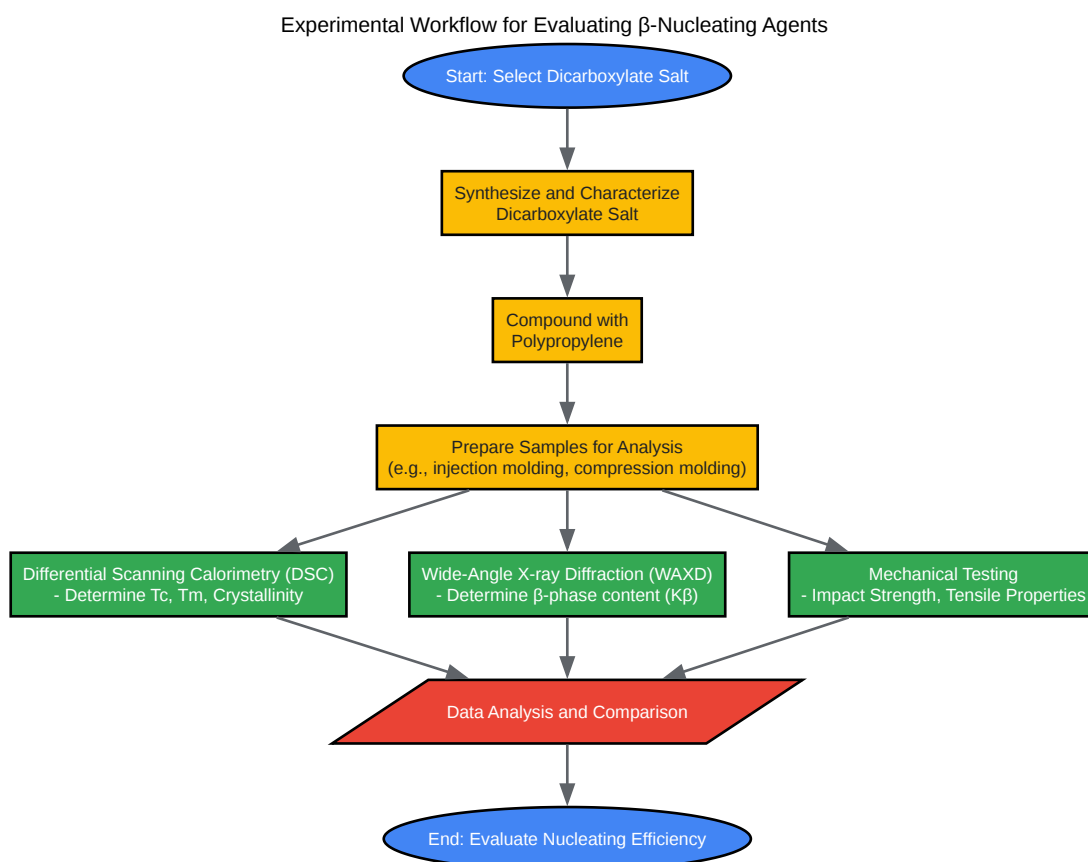 Experimental Workflow for Evaluating β-Nucleating Agents
Start: Select Dicarboxylate Salt
Synthesize and Characterize
Dicarboxylate Salt
Compound with
Polypropylene
Prepare Samples for Analysis
(e.g., injection molding, compression molding)
Differential Scanning Calorimetry (DSC)
- Determine Tc, Tm, Crystallinity
Wide-Angle X-ray Diffraction (WAXD)
- Determine β-phase content (Kβ)
Mechanical Testing
- Impact Strength, Tensile Properties
Data Analysis and Comparison
End: Evaluate Nucleating Efficiency